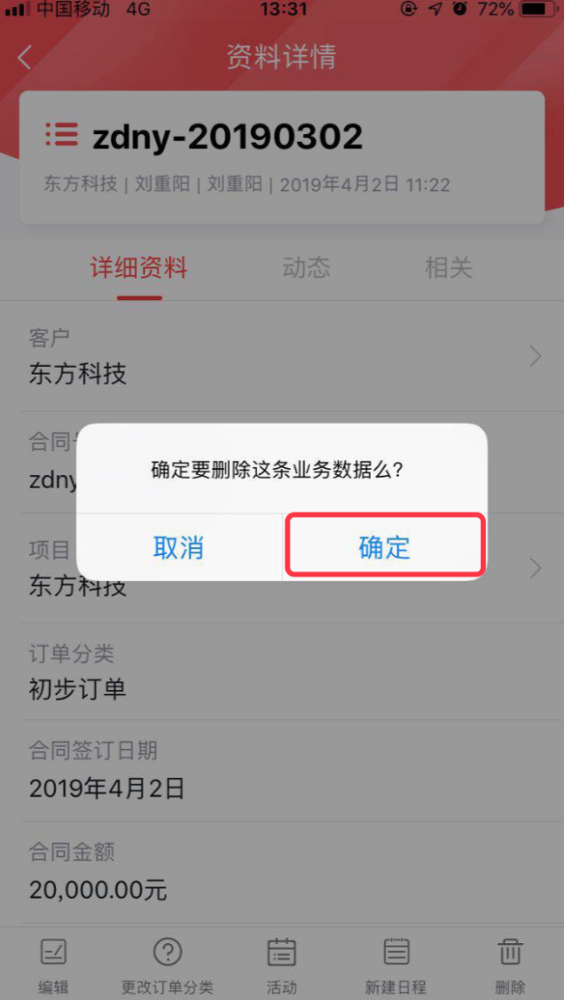 中国移动 4G 13:31 72%
资料详情
zdny-20190302
东方科技 | 刘重阳 | 刘重阳 | 2019年4月2日 11:22
详细资料 动态 相关
客户
东方科技
合同
zdny
确定要删除这条业务数据么?
取消 确定
项目
东方科技
订单分类
初步订单
合同签订日期
2019年4月2日
合同金额
20,000.00元
编辑 更改订单分类 活动 新建日程 删除